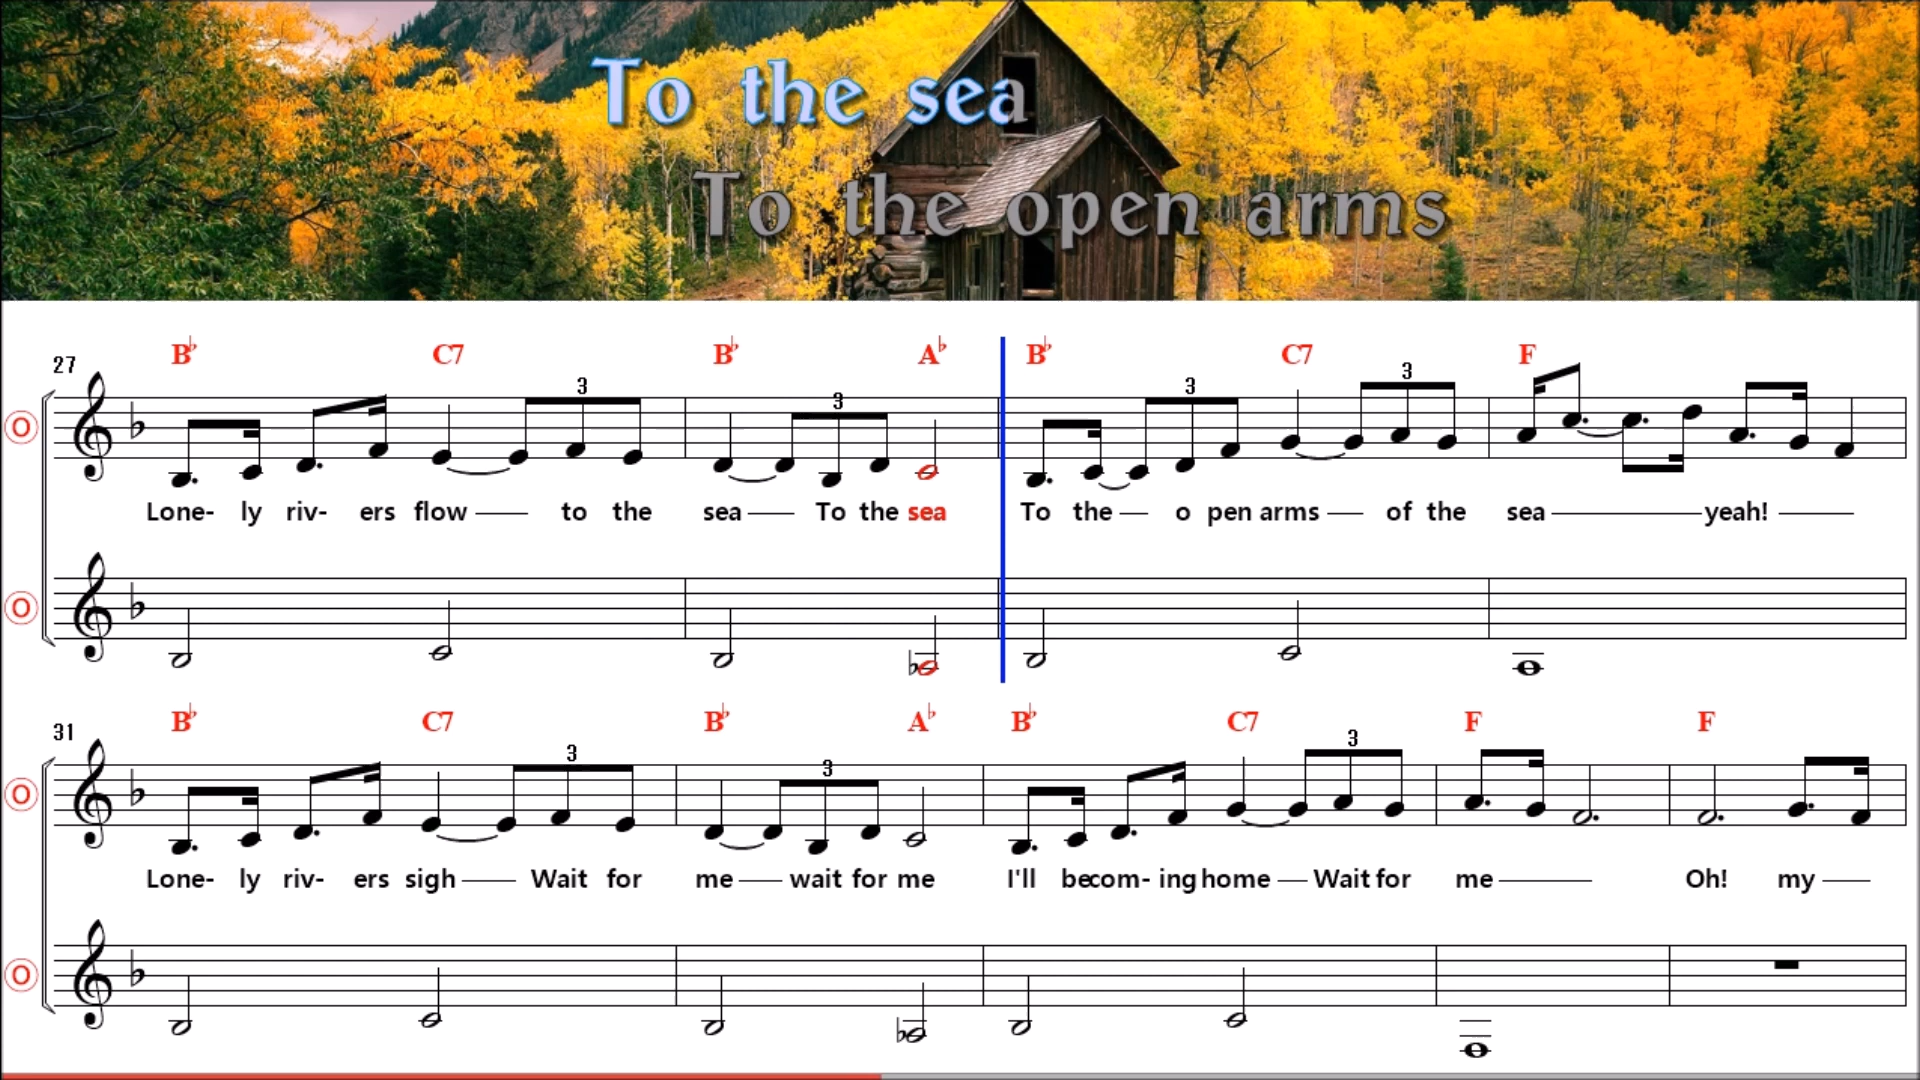 To the sea
To the open arms
27 B♭ C7 B♭ A♭ B♭ C7 F
3 3 3 3
O
Lone- ly riv- ers flow to the sea To the sea To the o pen arms of the sea yeah!
O
31 B♭ C7 B♭ A♭ B♭ C7 F F
3 3 3
O
Lone- ly riv- ers sigh Wait for me wait for me I'll becom- ing home Wait for me Oh! my
O